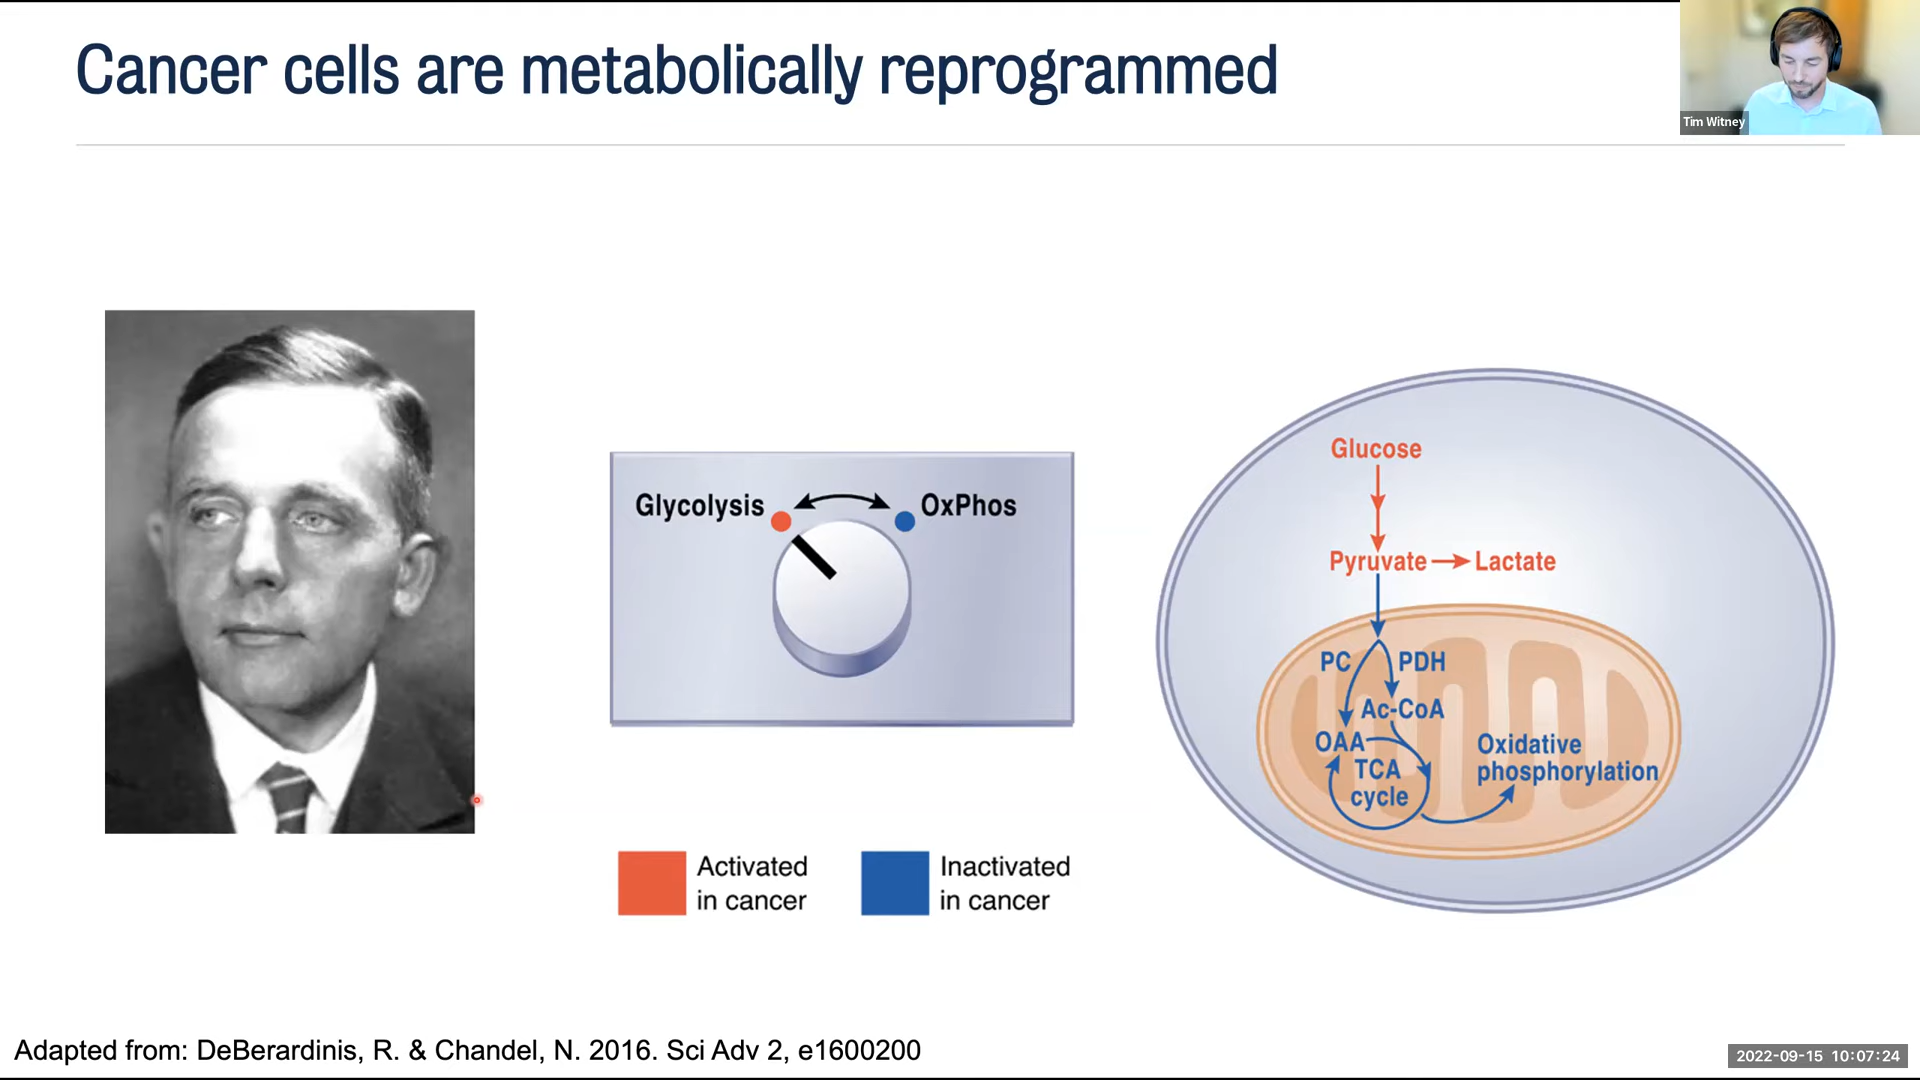 Cancer cells are metabolically reprogrammed
Tim Witney
Glycolysis
OxPhos
Activated
in cancer
Inactivated
in cancer
Glucose
Pyruvate
Lactate
PC
PDH
Ac-CoA
OAA
TCA
cycle
Oxidative
phosphorylation
Adapted from: DeBerardinis, R. & Chandel, N. 2016. Sci Adv 2, e1600200
2022-09-15 10:07:24